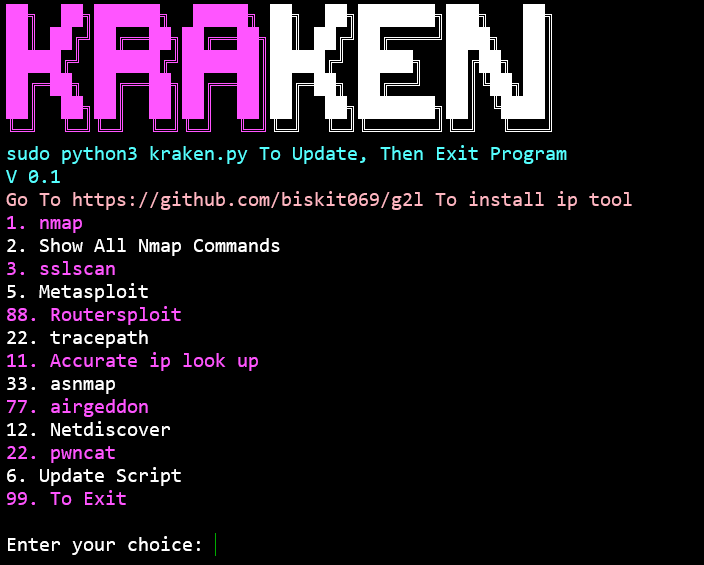 KRAKEN
sudo python3 kraken.py To Update, Then Exit Program
V 0.1
Go To https://github.com/biskit069/g2l To install ip tool
1. nmap
2. Show All Nmap Commands
3. sslscan
5. Metasploit
88. Routersploit
22. tracepath
11. Accurate ip look up
33. asnmap
77. airgeddon
12. Netdiscover
22. pwncat
6. Update Script
99. To Exit
Enter your choice: